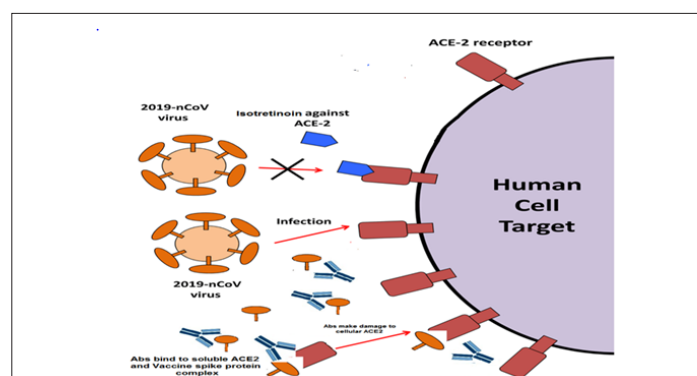 ACE-2 receptor
2019-nCoV
virus
Isotretinoin against
ACE-2
Human
Cell
Target
Infection
2019-nCoV
virus
Abs make damage to
cellular ACE2
Abs bind to soluble ACE2
and Vaccine spike protein
complex